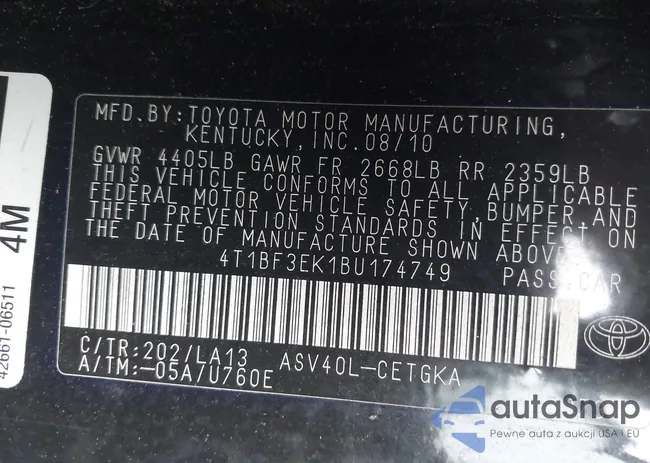 MFD.BY:TOYOTA MOTOR MANUFACTURING,
KENTUCKY,INC.08/10
GVWR 4405LB GAWR FR 2668LB RR 2359LB
THIS VEHICLE CONFORMS TO ALL APPLICABLE
FEDERAL MOTOR VEHICLE SAFETY,BUMPER,AND
THEFT PREVENTION STANDARDS IN EFFECT ON
THE DATE OF MANUFACTURE SHOWN ABOVE.
4T1BF3EK1BU174749 PASS.CAR
C/TR:202/LA13 ASV40L-CETGKA
A/TM:-05A/U760E
4M
42661-06511
autaSnap
Pewne auta z aukcji USA i EU